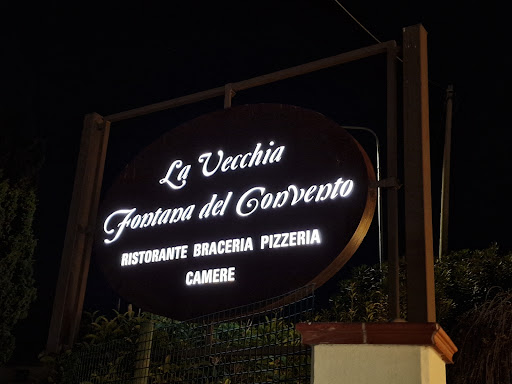 La Vecchia
Fontana del Convento
RISTORANTE BRACERIA PIZZERIA
CAMERE